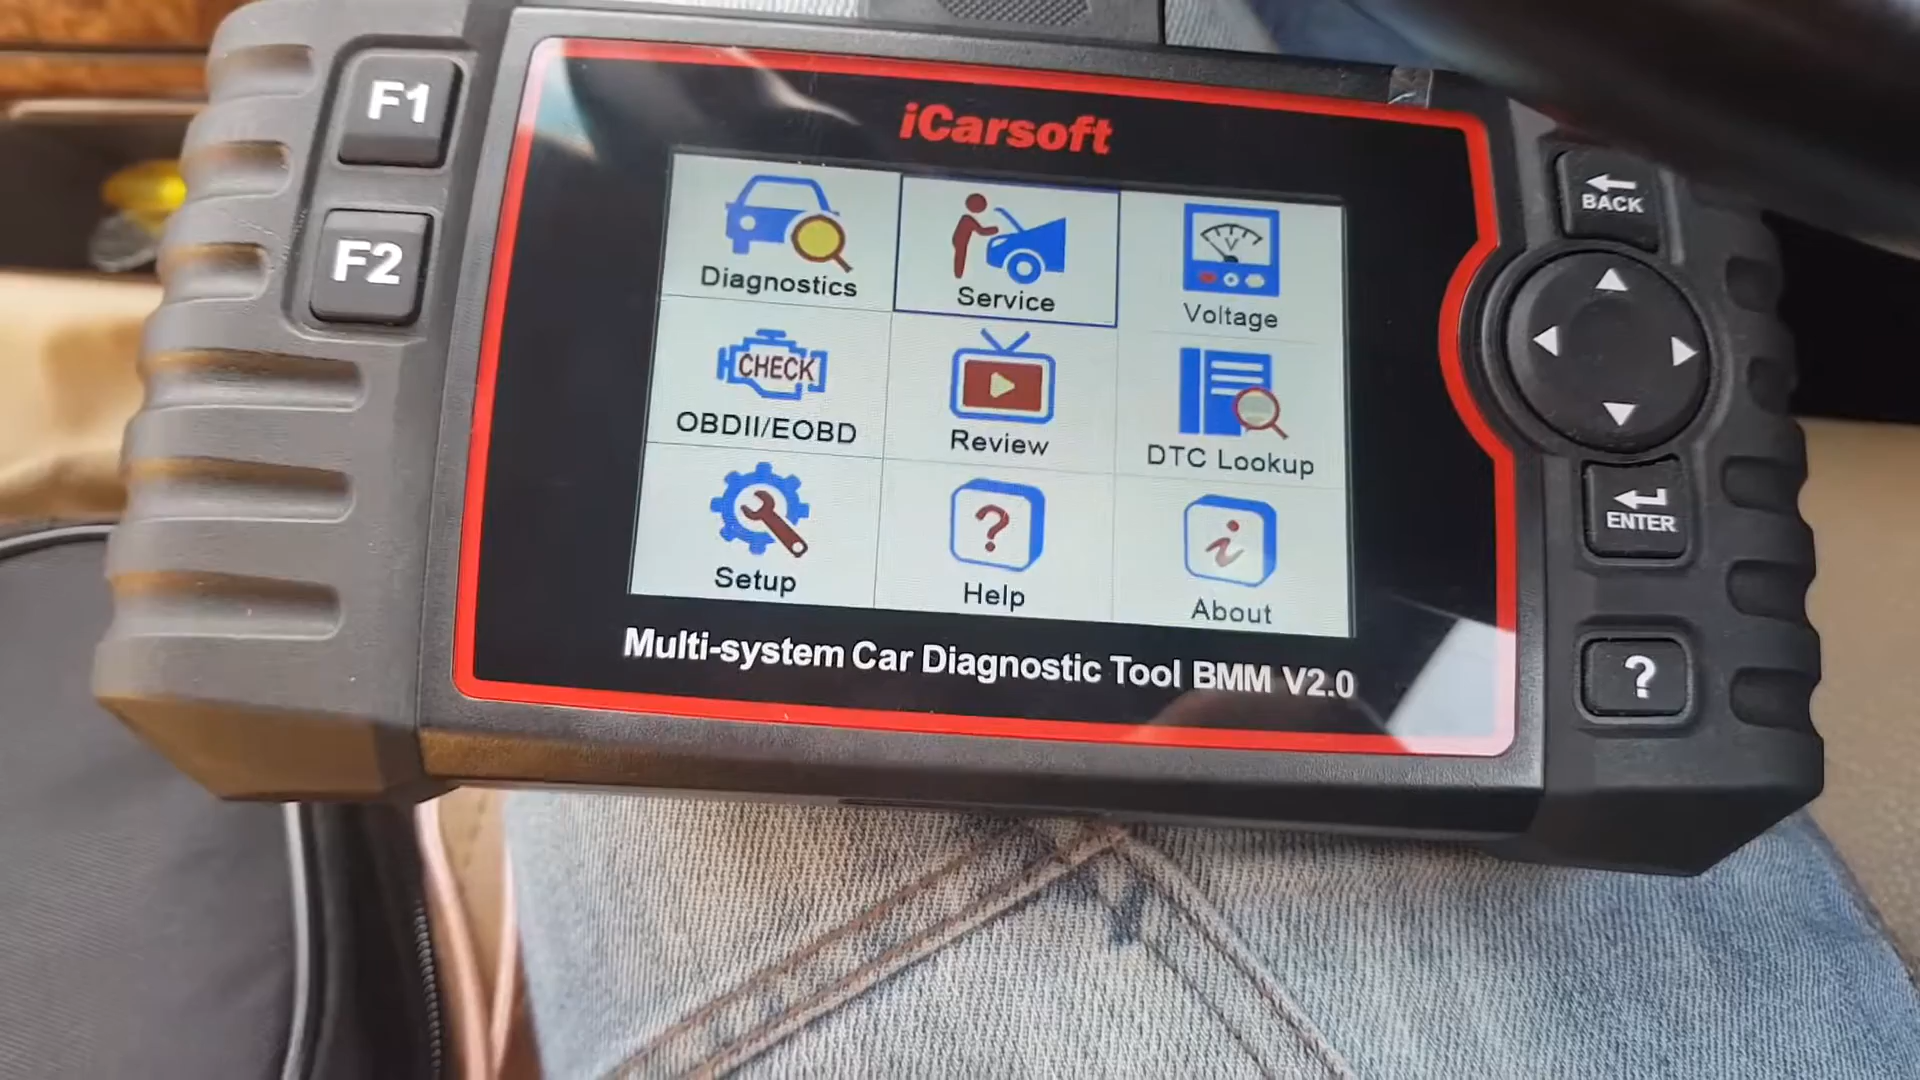 F1
F2
iCarsoft
Diagnostics
Service
V
Voltage
CHECK
OBDII/EOBD
Review
DTC Lookup
Setup
?
Help
i
About
Multi-system Car Diagnostic Tool BMM V2.0
BACK
ENTER
?